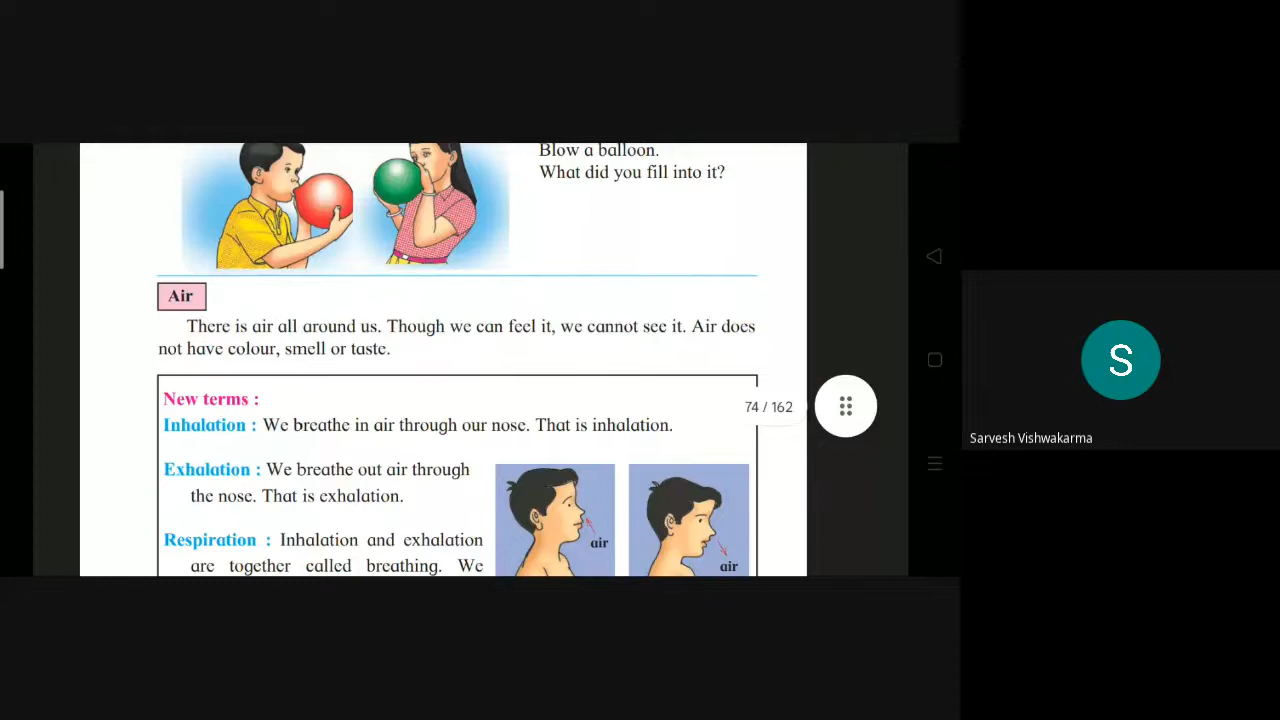 Blow a balloon.
What did you fill into it?
Air
There is air all around us. Though we can feel it, we cannot see it. Air does
not have colour, smell or taste.
New terms :
Inhalation : We breathe in air through our nose. That is inhalation.
Exhalation : We breathe out air through
the nose. That is exhalation.
Respiration : Inhalation and exhalation
are together called breathing. We
air
air
74 / 162
S
Sarvesh Vishwakarma